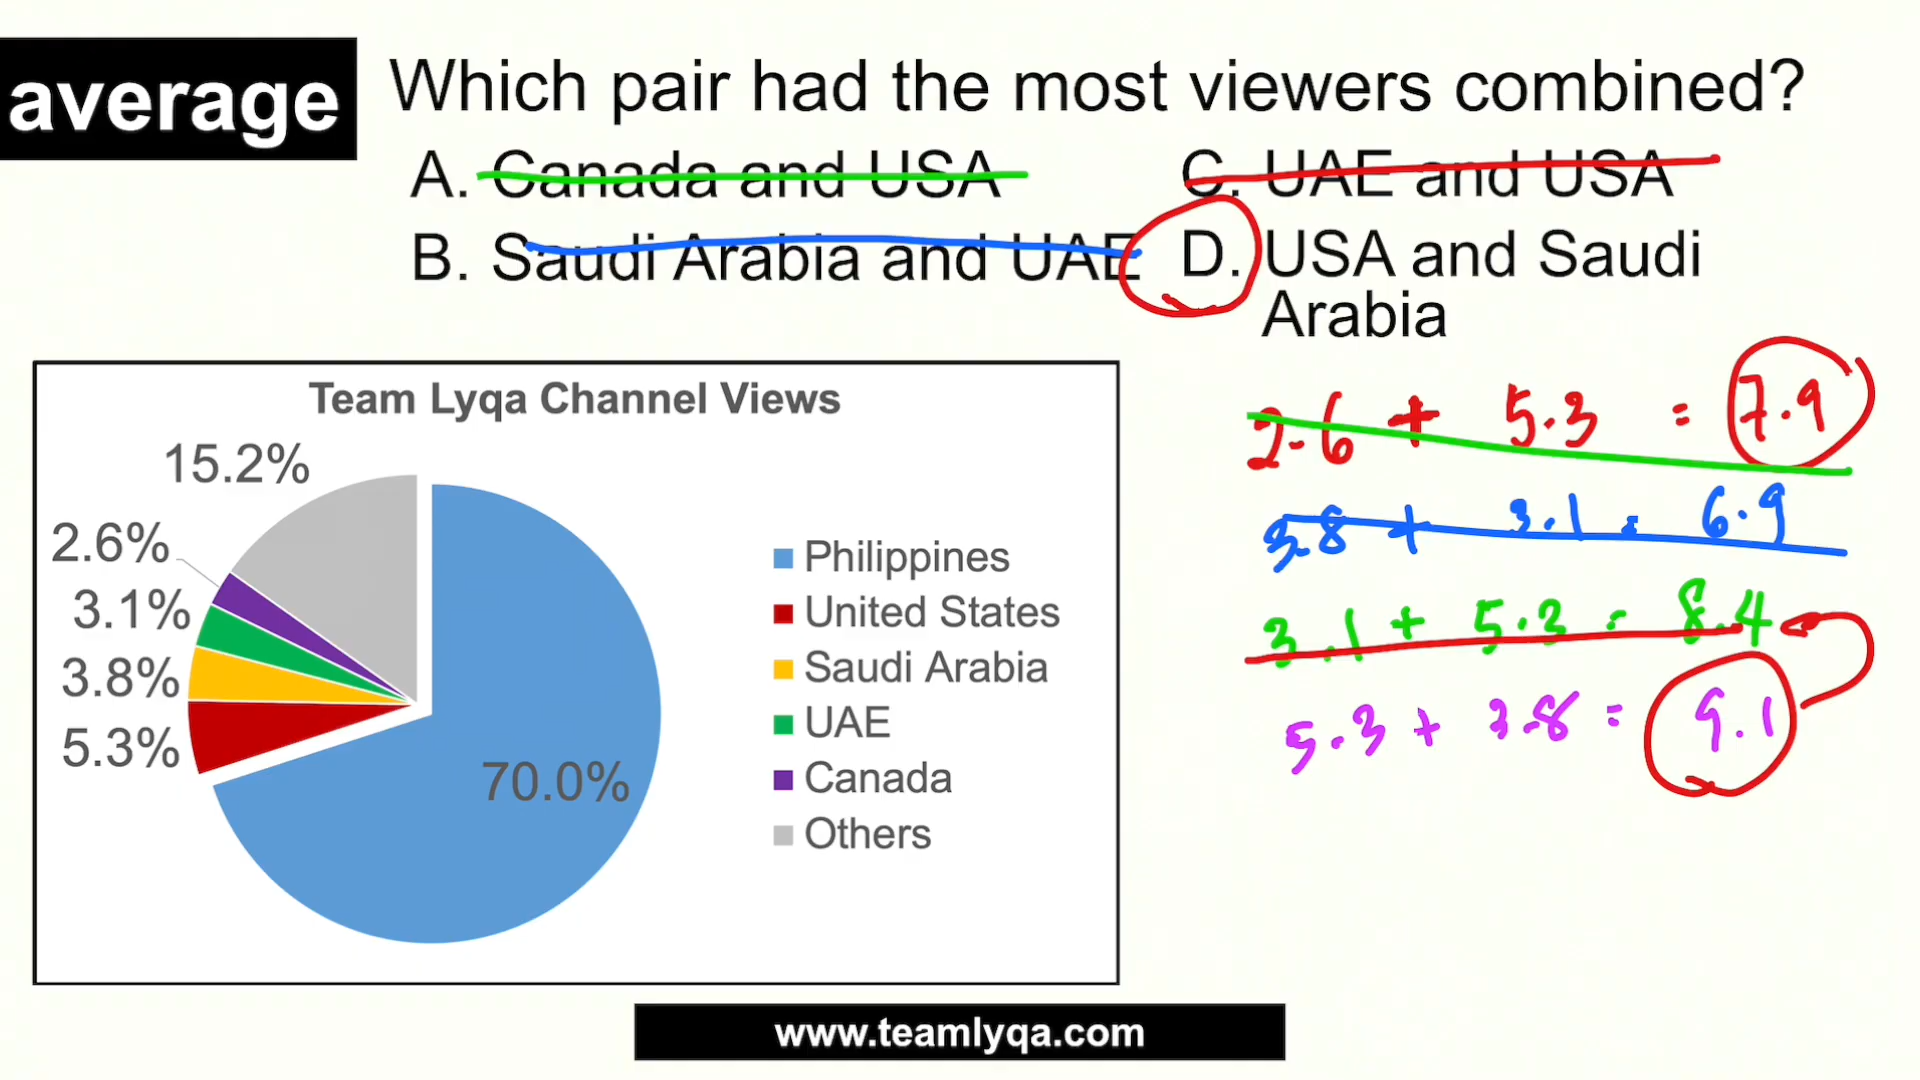 average
Which pair had the most viewers combined?
A. Canada and USA
C. UAE and USA
B. Saudi Arabia and UAE
D. USA and Saudi
Arabia
Team Lyqa Channel Views
15.2%
2.6%
3.1%
3.8%
5.3%
70.0%
Philippines
United States
Saudi Arabia
UAE
Canada
Others
2.6 + 5.3 = 7.9
3.8 + 3.1 = 6.9
3.1 + 5.3 = 8.4
5.3 + 3.8 = 9.1
www.teamlyqa.com